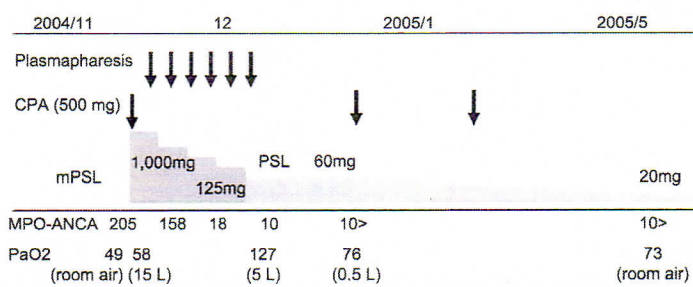 2004/11 12 2005/1 2005/5
Plasmapharesis
CPA (500 mg)
1,000mg PSL 60mg
mPSL 125mg 20mg
MPO-ANCA 205 158 18 10 10> 10>
PaO2 49 58 127 76 73
(room air) (15 L) (5 L) (0.5 L) (room air)